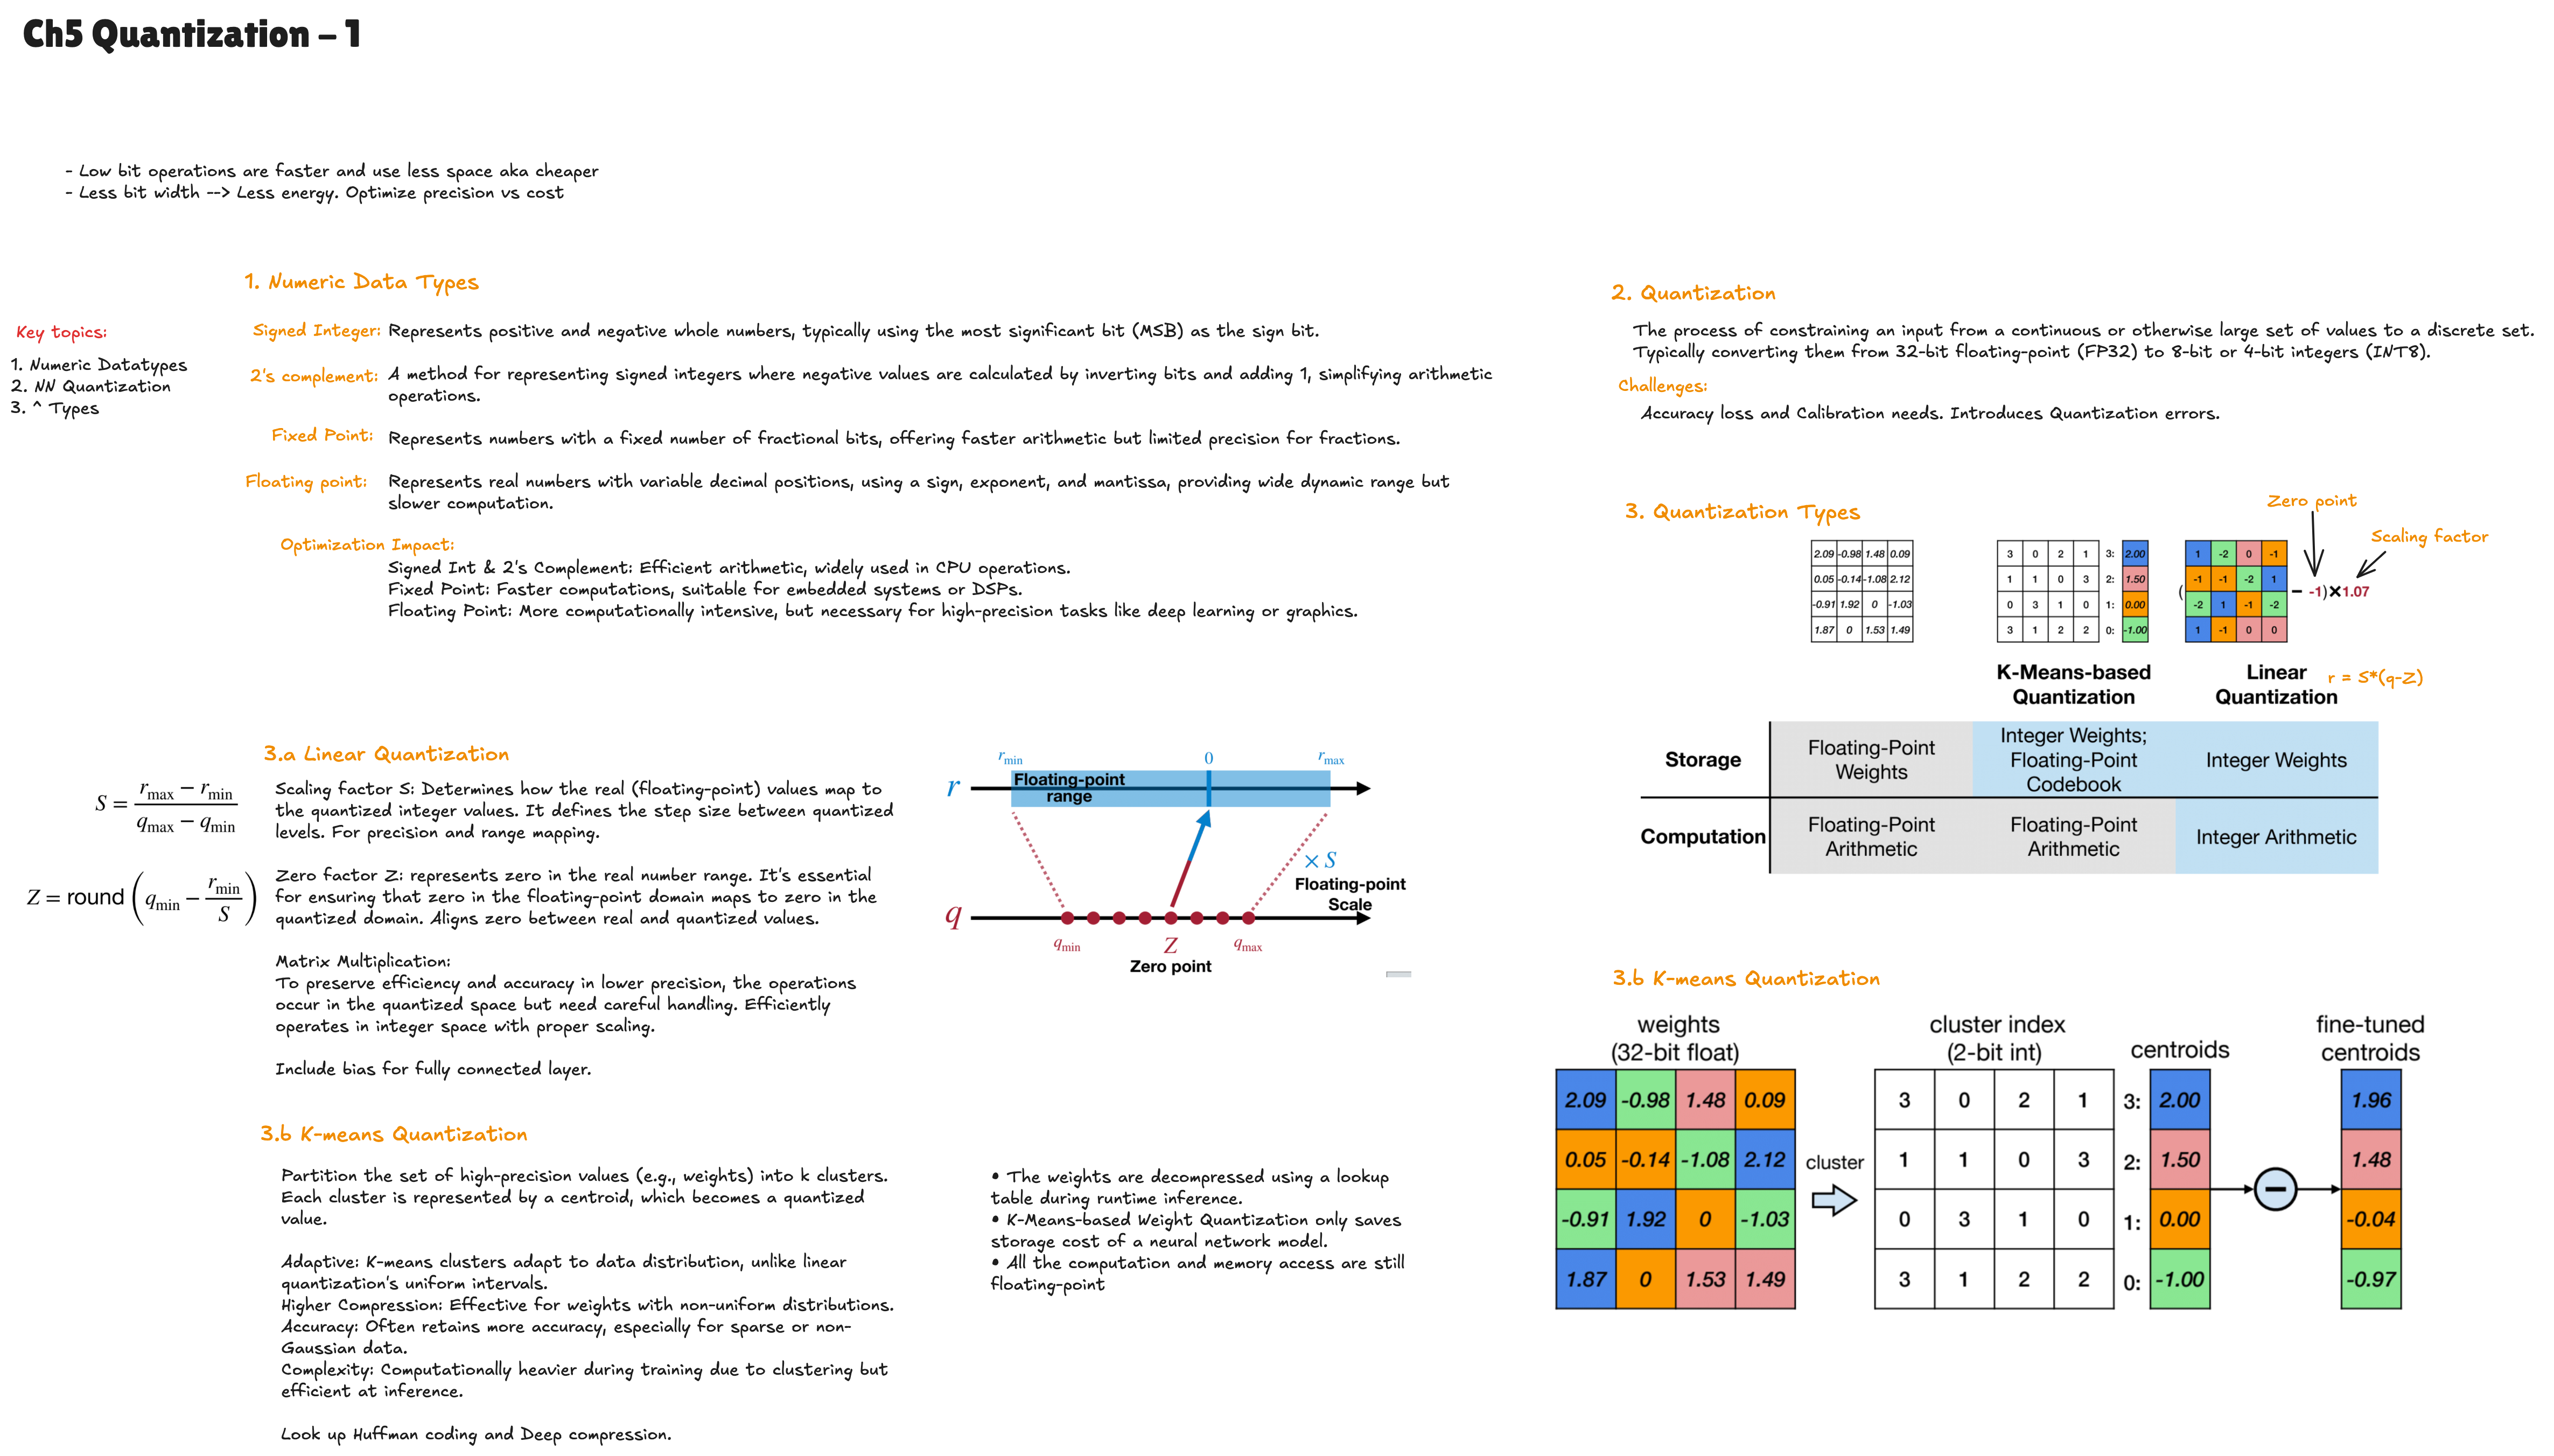 Ch5 Quantization – 1
- Low bit operations are faster and use less space aka cheaper
- Less bit width --> Less energy. Optimize precision vs cost
Key topics:
1. Numeric Datatypes
2. NN Quantization
3. ^ Types
1. Numeric Data Types
Signed Integer: Represents positive and negative whole numbers, typically using the most significant bit (MSB) as the sign bit.
2's complement: A method for representing signed integers where negative values are calculated by inverting bits and adding 1, simplifying arithmetic
operations.
Fixed Point: Represents numbers with a fixed number of fractional bits, offering faster arithmetic but limited precision for fractions.
Floating point: Represents real numbers with variable decimal positions, using a sign, exponent, and mantissa, providing wide dynamic range but
slower computation.
Optimization Impact:
Signed Int & 2's Complement: Efficient arithmetic, widely used in CPU operations.
Fixed Point: Faster computations, suitable for embedded systems or DSPs.
Floating Point: More computationally intensive, but necessary for high-precision tasks like deep learning or graphics.
2. Quantization
The process of constraining an input from a continuous or otherwise large set of values to a discrete set.
Typically converting them from 32-bit floating-point (FP32) to 8-bit or 4-bit integers (INT8).
Challenges:
Accuracy loss and Calibration needs. Introduces Quantization errors.
3. Quantization Types
Zero point
Scaling factor
2.09 -0.98 1.48 0.09
0.05 -0.14 -1.08 2.12
-0.91 1.92 0 -1.03
1.87 0 1.53 1.49
3 0 2 1 3: 2.00
1 1 0 3 2: 1.50
0 3 1 0 1: 0.00
3 1 2 2 0: -1.00
1 -2 0 -1
-1 -1 -2 1
-2 1 -1 -2
1 -1 0 0
( − -1) × 1.07
K-Means-based
Quantization
Linear
Quantization
r = S*(q-Z)
Storage
Floating-Point
Weights
Integer Weights;
Floating-Point
Codebook
Integer Weights
Computation
Floating-Point
Arithmetic
Floating-Point
Arithmetic
Integer Arithmetic
3.a Linear Quantization
S = (rmax − rmin) / (qmax − qmin)
Z = round (qmin − rmin / S)
Scaling factor S: Determines how the real (floating-point) values map to
the quantized integer values. It defines the step size between quantized
levels. For precision and range mapping.
Zero factor Z: represents zero in the real number range. It's essential
for ensuring that zero in the floating-point domain maps to zero in the
quantized domain. Aligns zero between real and quantized values.
Matrix Multiplication:
To preserve efficiency and accuracy in lower precision, the operations
occur in the quantized space but need careful handling. Efficiently
operates in integer space with proper scaling.
Include bias for fully connected layer.
rmin 0 rmax
r
Floating-point
range
× S
Floating-point
Scale
q
qmin Z qmax
Zero point
3.b K-means Quantization
Partition the set of high-precision values (e.g., weights) into k clusters.
Each cluster is represented by a centroid, which becomes a quantized
value.
Adaptive: K-means clusters adapt to data distribution, unlike linear
quantization's uniform intervals.
Higher Compression: Effective for weights with non-uniform distributions.
Accuracy: Often retains more accuracy, especially for sparse or non-
Gaussian data.
Complexity: Computationally heavier during training due to clustering but
efficient at inference.
Look up Huffman coding and Deep compression.
• The weights are decompressed using a lookup
table during runtime inference.
• K-Means-based Weight Quantization only saves
storage cost of a neural network model.
• All the computation and memory access are still
floating-point
3.b K-means Quantization
weights
(32-bit float)
2.09 -0.98 1.48 0.09
0.05 -0.14 -1.08 2.12
-0.91 1.92 0 -1.03
1.87 0 1.53 1.49
cluster
cluster index
(2-bit int)
3 0 2 1
1 1 0 3
0 3 1 0
3 1 2 2
centroids
3: 2.00
2: 1.50
1: 0.00
0: -1.00
−
fine-tuned
centroids
1.96
1.48
-0.04
-0.97